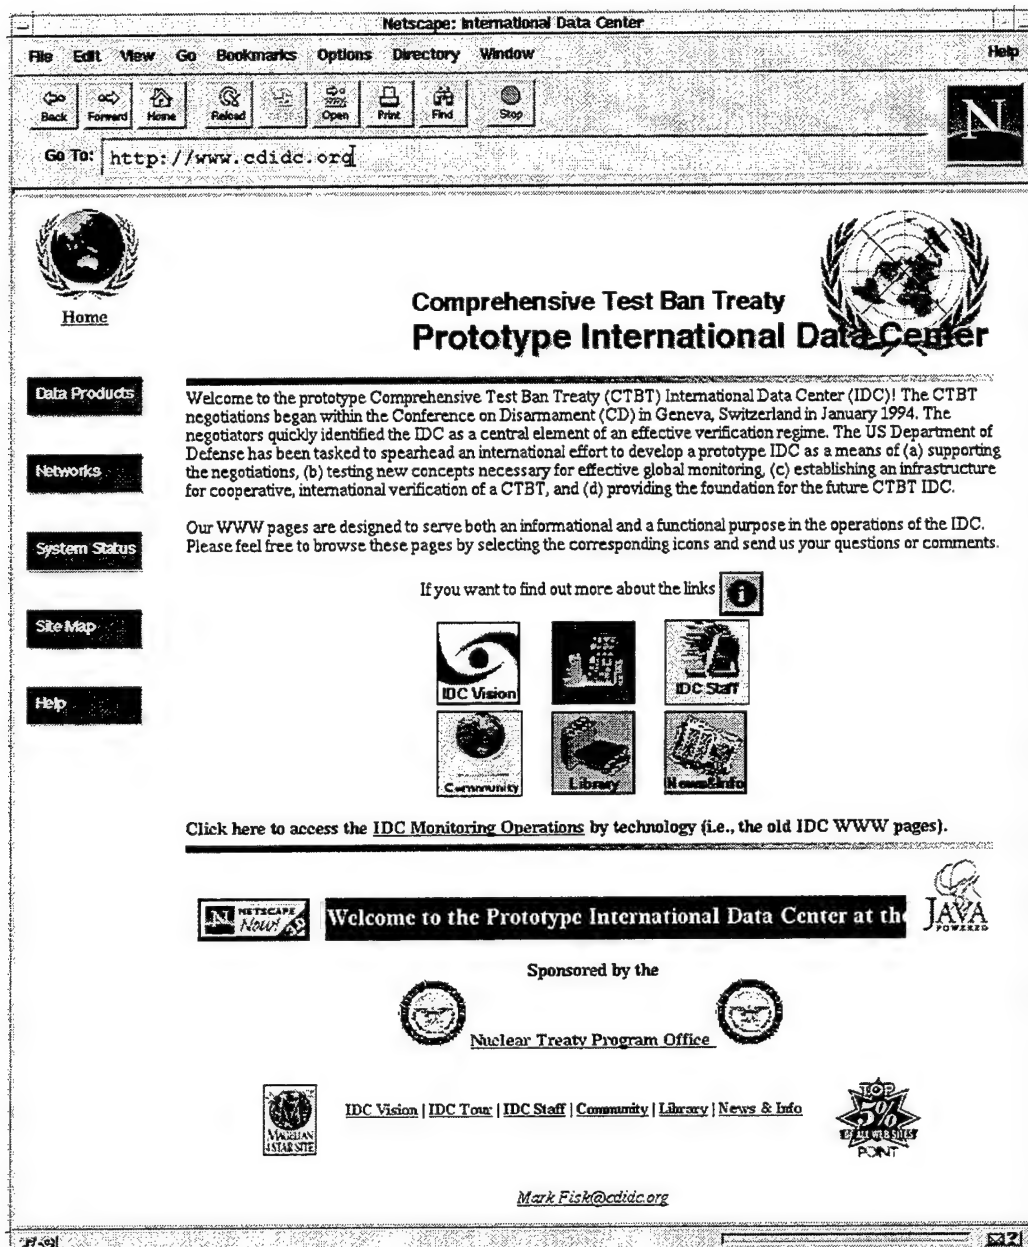 Netscape: International Data Center
File Edit View Go Bookmarks Options Directory Window Help
Back Forward Home Reload Open Print Find Stop
N
Go To: http://www.cdidc.org
Home
Comprehensive Test Ban Treaty
Prototype International Data Center
Data Products
Networks
System Status
Site Map
Help
Welcome to the prototype Comprehensive Test Ban Treaty (CTBT) International Data Center (IDC)! The CTBT
negotiations began within the Conference on Disarmament (CD) in Geneva, Switzerland in January 1994. The
negotiators quickly identified the IDC as a central element of an effective verification regime. The US Department of
Defense has been tasked to spearhead an international effort to develop a prototype IDC as a means of (a) supporting
the negotiations, (b) testing new concepts necessary for effective global monitoring, (c) establishing an infrastructure
for cooperative, international verification of a CTBT, and (d) providing the foundation for the future CTBT IDC.
Our WWW pages are designed to serve both an informational and a functional purpose in the operations of the IDC.
Please feel free to browse these pages by selecting the corresponding icons and send us your questions or comments.
If you want to find out more about the links i
IDC Vision IDC Staff
Community Library News&Info
Click here to access the IDC Monitoring Operations by technology (i.e., the old IDC WWW pages).
N NETSCAPE
Now!
Welcome to the Prototype International Data Center at the
JAVA
POWERED
Sponsored by the
Nuclear Treaty Program Office
MAGELLAN
4 STAR SITE
IDC Vision | IDC Tour | IDC Staff | Community | Library | News & Info
TOP
5%
OF ALL WEB SITES
POINT
Mark Fisk@cdidc.org